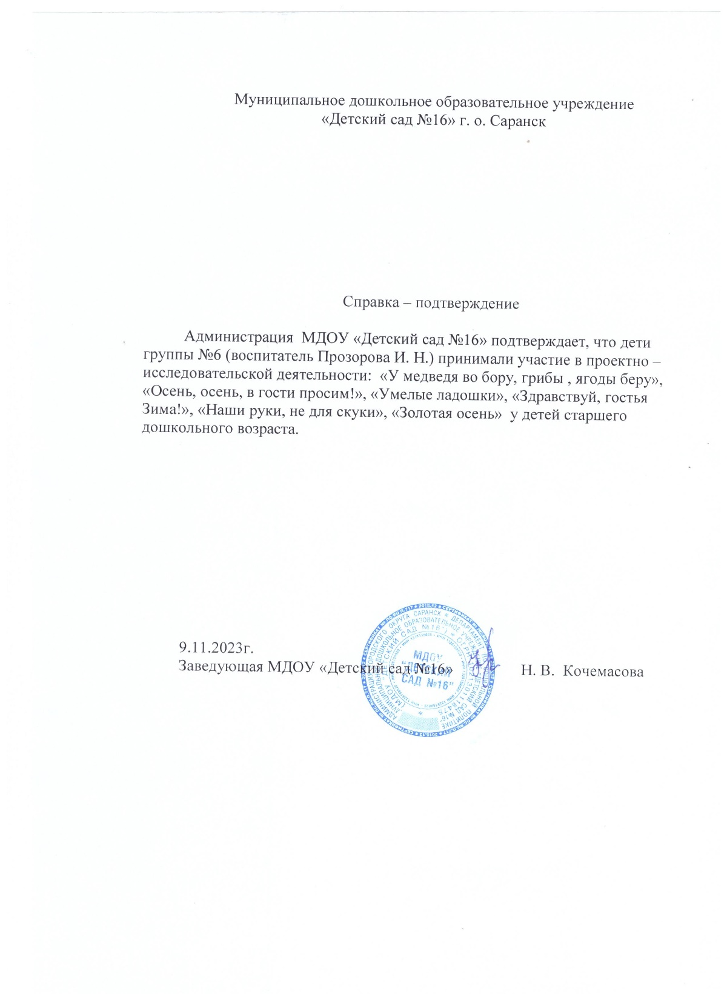 Муниципальное дошкольное образовательное учреждение
«Детский сад №16» г. о. Саранск
Справка – подтверждение
Администрация  МДОУ «Детский сад №16» подтверждает, что дети
группы №6 (воспитатель Прозорова И. Н.) принимали участие в проектно –
исследовательской деятельности:  «У медведя во бору, грибы , ягоды беру»,
«Осень, осень, в гости просим!», «Умелые ладошки», «Здравствуй, гостья
Зима!», «Наши руки, не для скуки», «Золотая осень»  у детей старшего
дошкольного возраста.
9.11.2023г.
Заведующая МДОУ «Детский сад №16» Н. В.  Кочемасова
МДОУ
"ДЕТСКИЙ
САД №16"